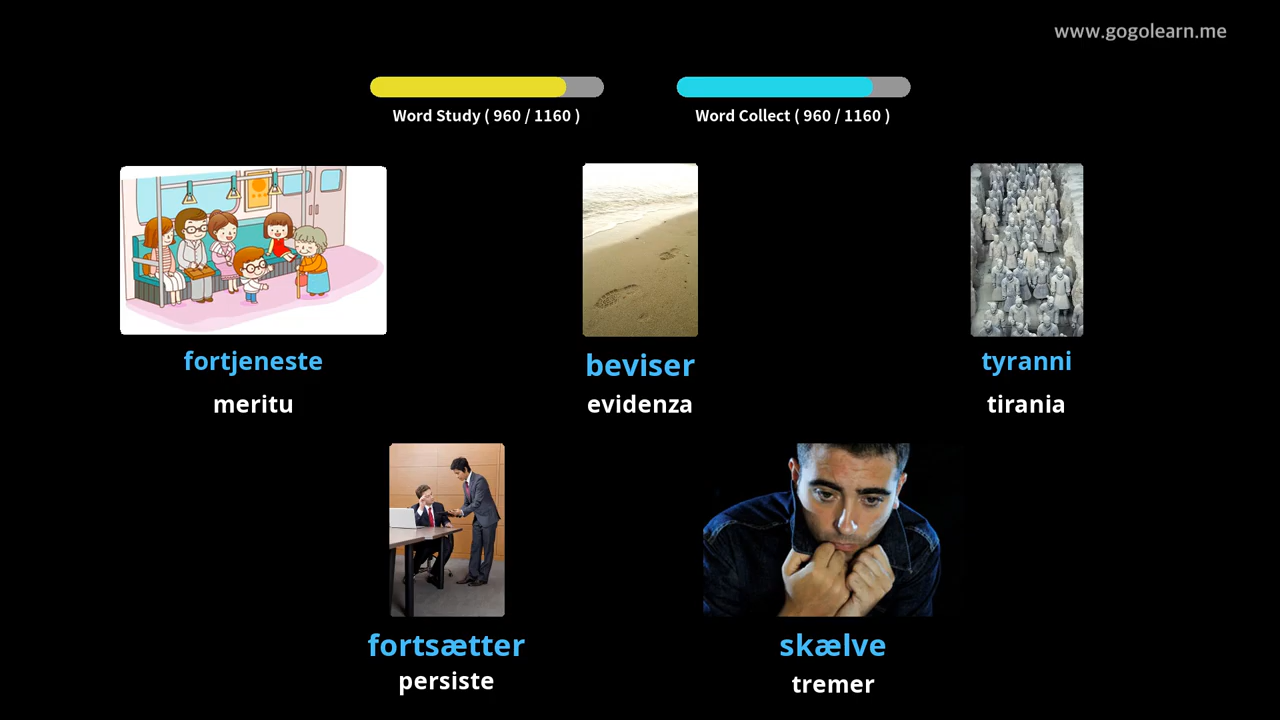 www.gogolearn.me
Word Study ( 960 / 1160 )
Word Collect ( 960 / 1160 )
fortjeneste
meritu
beviser
evidenza
tyranni
tirania
fortsætter
persiste
skælve
tremer